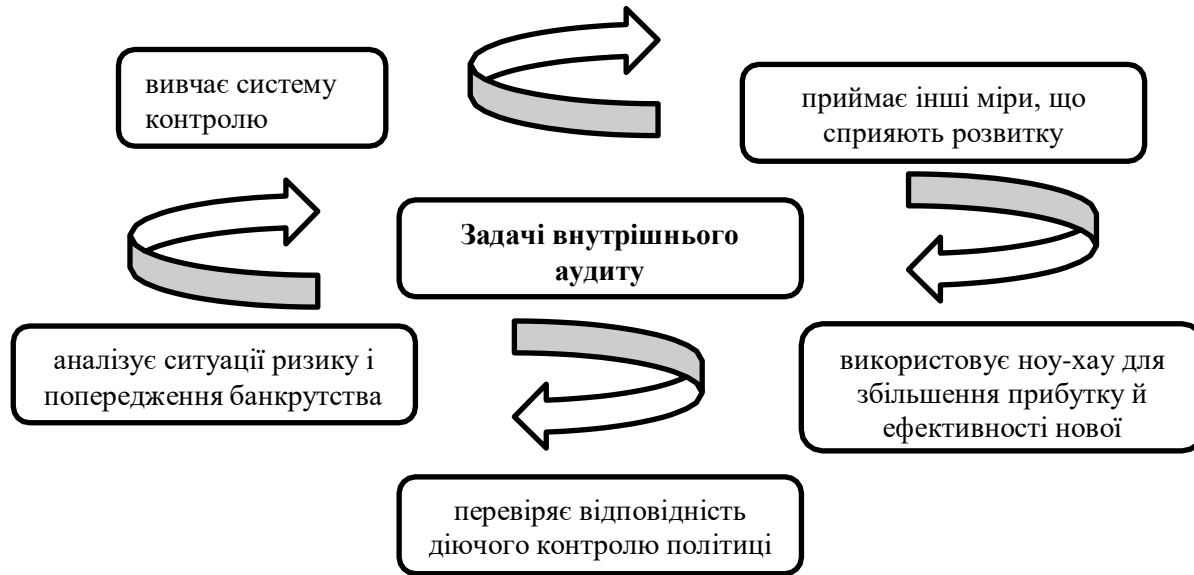 вивчає систему
контролю
приймає інші міри, що
сприяють розвитку
Задачі внутрішнього
аудиту
аналізує ситуації ризику і
попередження банкрутства
використовує ноу-хау для
збільшення прибутку й
ефективності нової
перевіряє відповідність
діючого контролю політиці